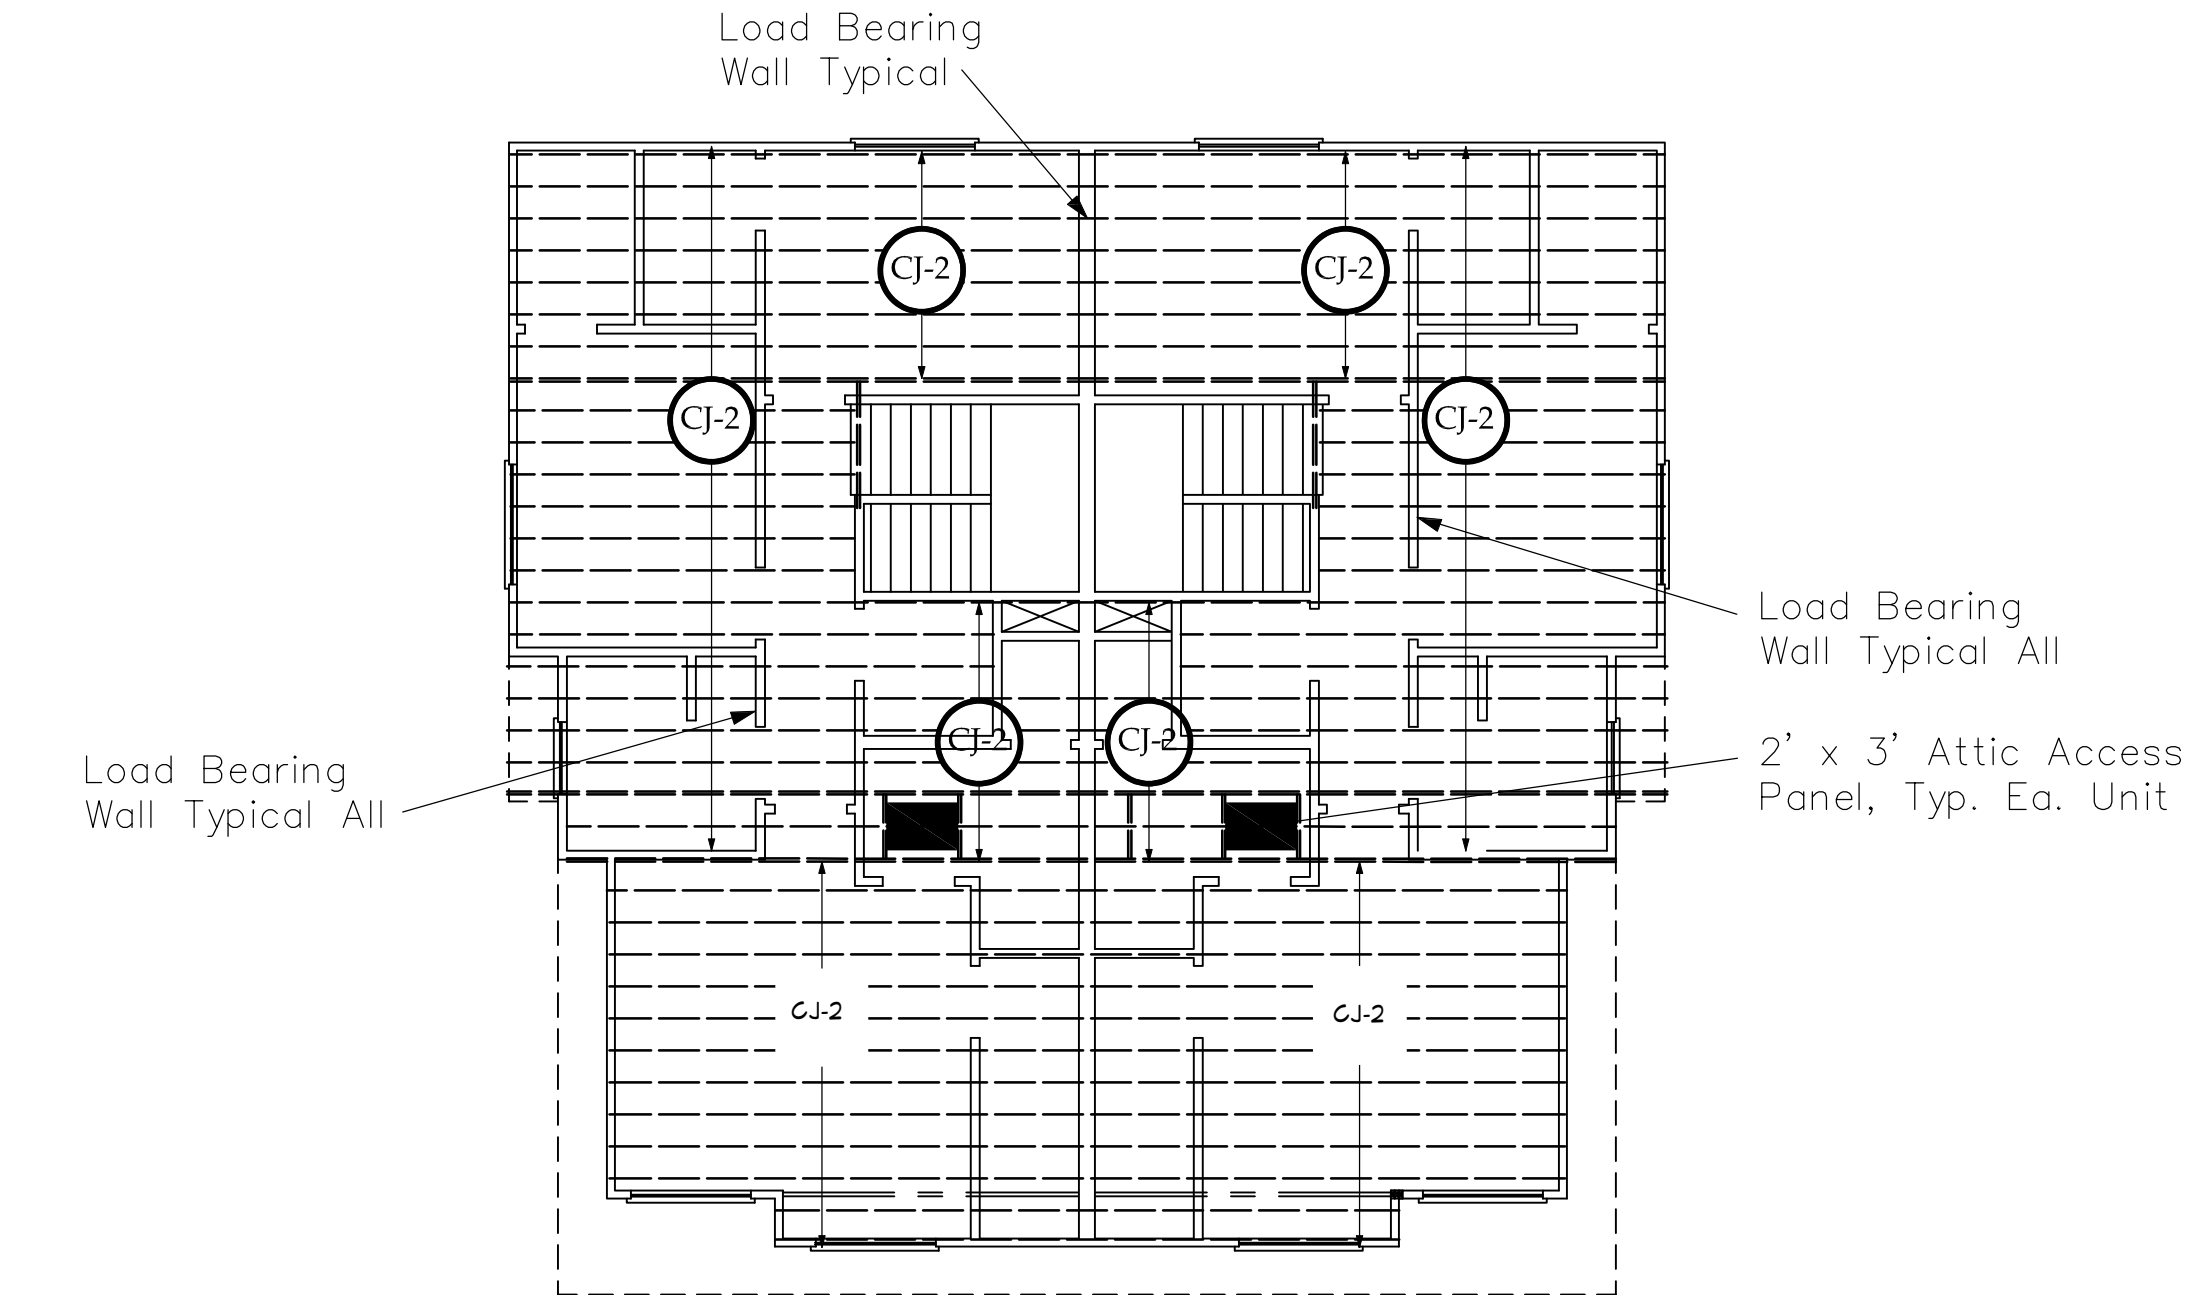 Load Bearing
Wall Typical
CJ-2
CJ-2
CJ-2
CJ-2
Load Bearing
Wall Typical All
CJ-2
CJ-2
2' x 3' Attic Access
Panel, Typ. Ea. Unit
Load Bearing
Wall Typical All
CJ-2
CJ-2